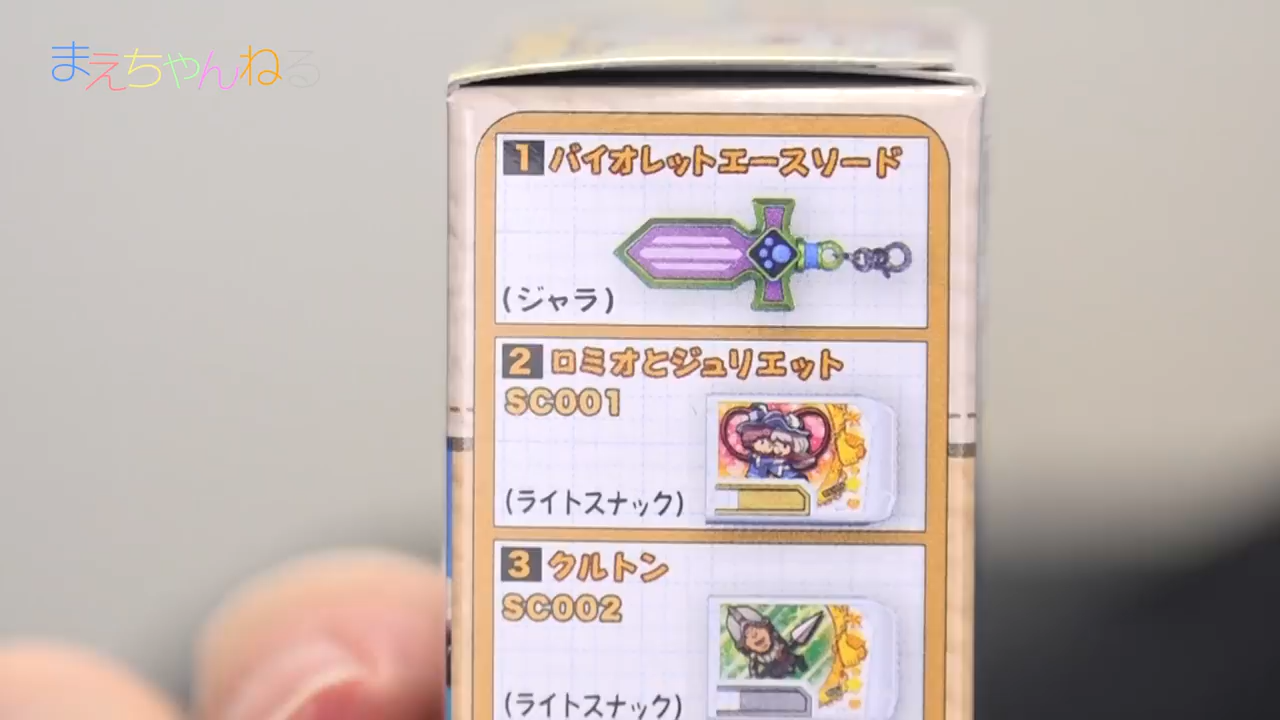 まえちゃんねる
1 バイオレットエースソード
(ジャラ)
2 ロミオとジュリエット
SC001
(ライトスナック)
3 クルトン
SC002
(ライトスナック)